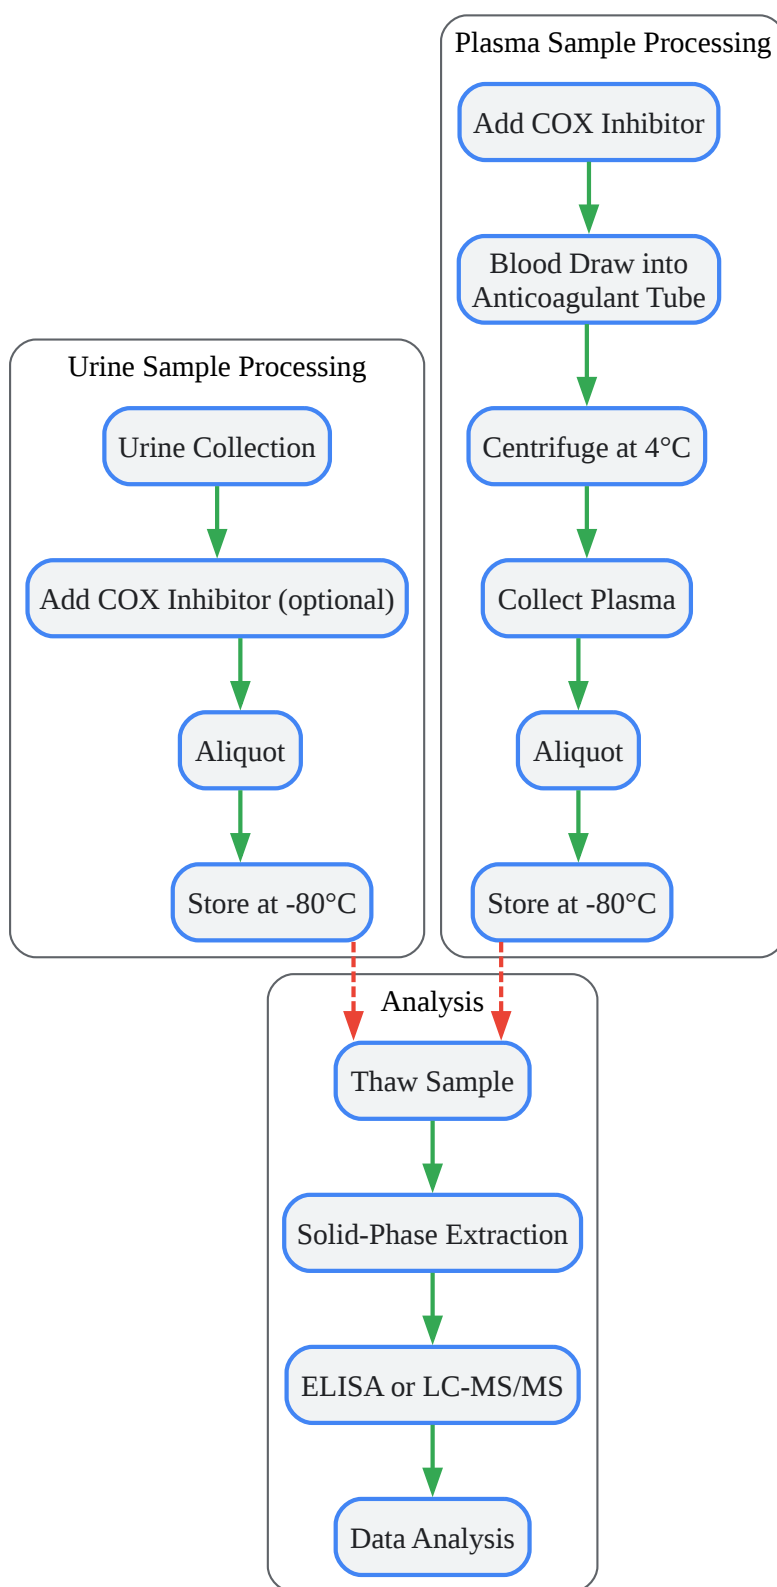 Plasma Sample Processing
Add COX Inhibitor
Blood Draw into
Anticoagulant Tube
Centrifuge at 4°C
Collect Plasma
Aliquot
Store at -80°C
Urine Sample Processing
Urine Collection
Add COX Inhibitor (optional)
Aliquot
Store at -80°C
Analysis
Thaw Sample
Solid-Phase Extraction
ELISA or LC-MS/MS
Data Analysis